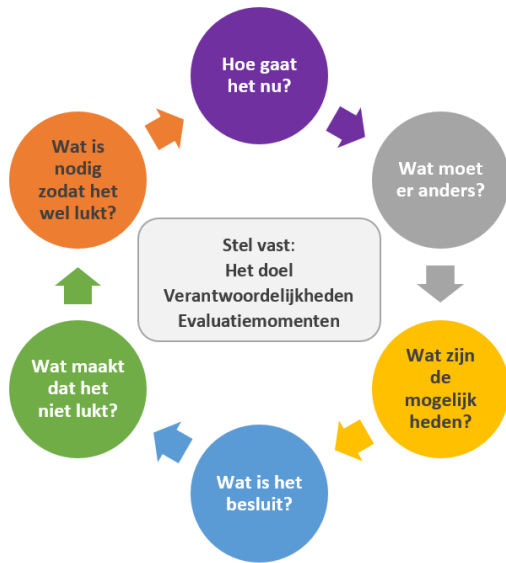 Hoe gaat
het nu?
Wat moet
er anders?
Wat zijn
de
mogelijk
heden?
Wat is het
besluit?
Wat maakt
dat het
niet lukt?
Wat is
nodig
zodat het
wel lukt?
Stel vast:
Het doel
Verantwoordelijkheden
Evaluatiemomenten